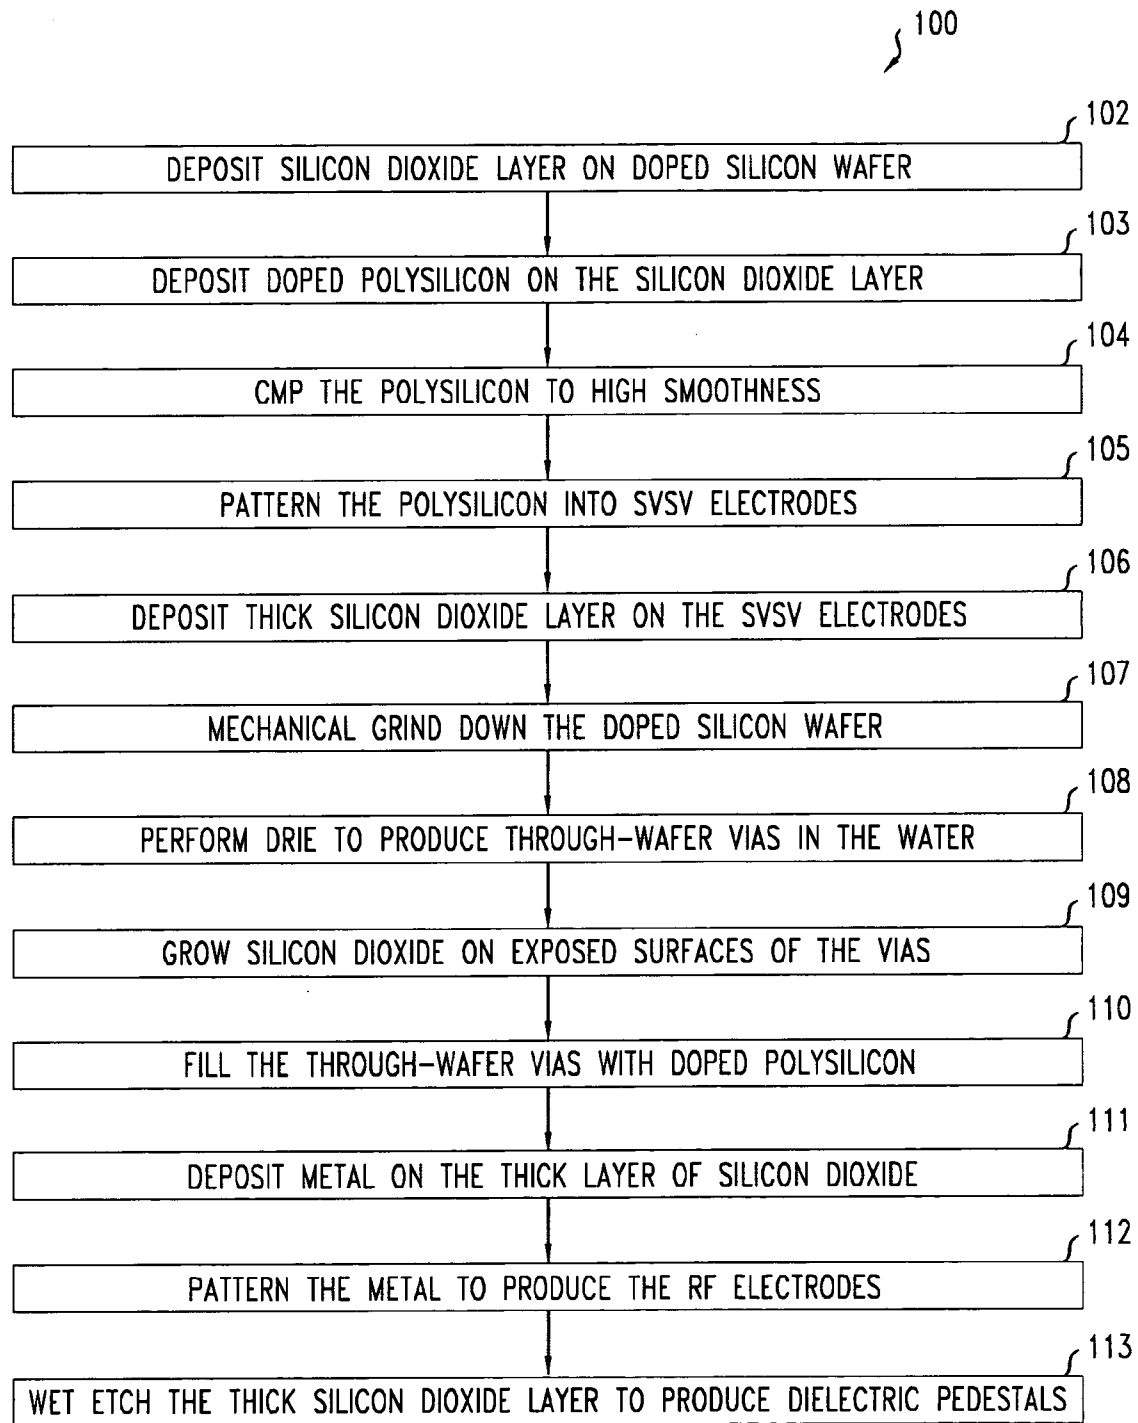 100
102
DEPOSIT SILICON DIOXIDE LAYER ON DOPED SILICON WAFER
103
DEPOSIT DOPED POLYSILICON ON THE SILICON DIOXIDE LAYER
104
CMP THE POLYSILICON TO HIGH SMOOTHNESS
105
PATTERN THE POLYSILICON INTO SVSV ELECTRODES
106
DEPOSIT THICK SILICON DIOXIDE LAYER ON THE SVSV ELECTRODES
107
MECHANICAL GRIND DOWN THE DOPED SILICON WAFER
108
PERFORM DRIE TO PRODUCE THROUGH-WAFER VIAS IN THE WATER
109
GROW SILICON DIOXIDE ON EXPOSED SURFACES OF THE VIAS
110
FILL THE THROUGH-WAFER VIAS WITH DOPED POLYSILICON
111
DEPOSIT METAL ON THE THICK LAYER OF SILICON DIOXIDE
112
PATTERN THE METAL TO PRODUCE THE RF ELECTRODES
113
WET ETCH THE THICK SILICON DIOXIDE LAYER TO PRODUCE DIELECTRIC PEDESTALS